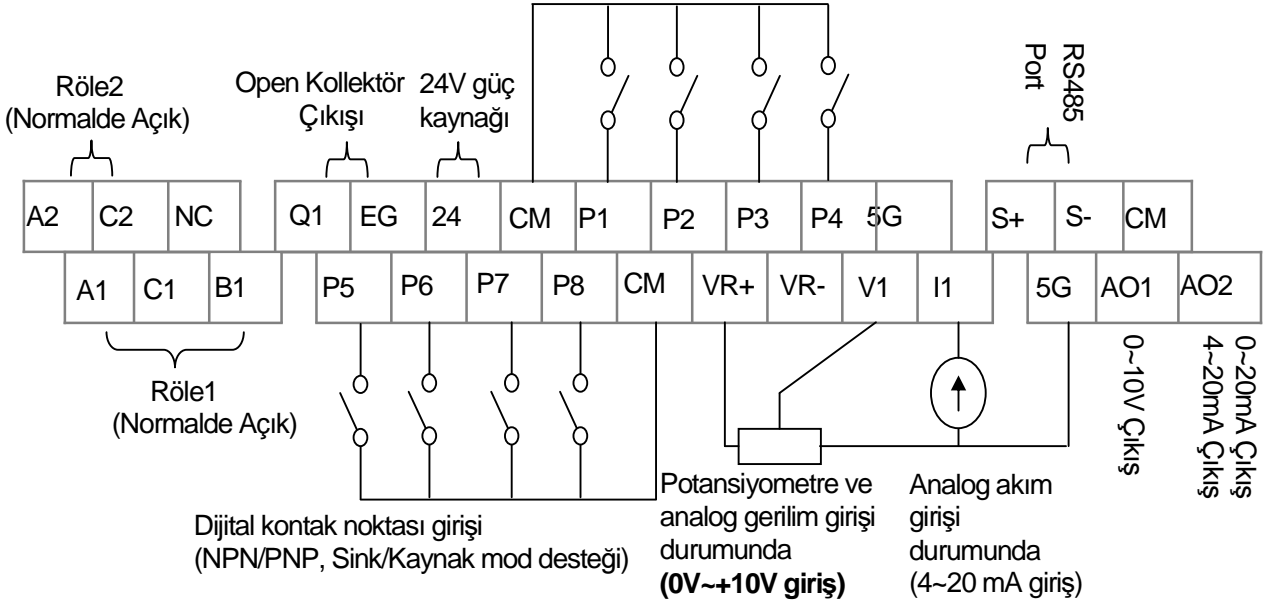 Röle2
(Normalde Açık)
Open Kollektör
Çıkışı
24V güç
kaynağı
RS485
Port
A2 C2 NC Q1 EG 24 CM P1 P2 P3 P4 5G S+ S- CM
A1 C1 B1 P5 P6 P7 P8 CM VR+ VR- V1 I1 5G AO1 AO2
Röle1
(Normalde Açık)
Dijital kontak noktası girişi
(NPN/PNP, Sink/Kaynak mod desteği)
Potansiyometre ve
analog gerilim girişi
durumunda
(0V~+10V giriş)
Analog akım
girişi
durumunda
(4~20 mA giriş)
0~10V Çıkış
0~20mA Çıkış
4~20mA Çıkış